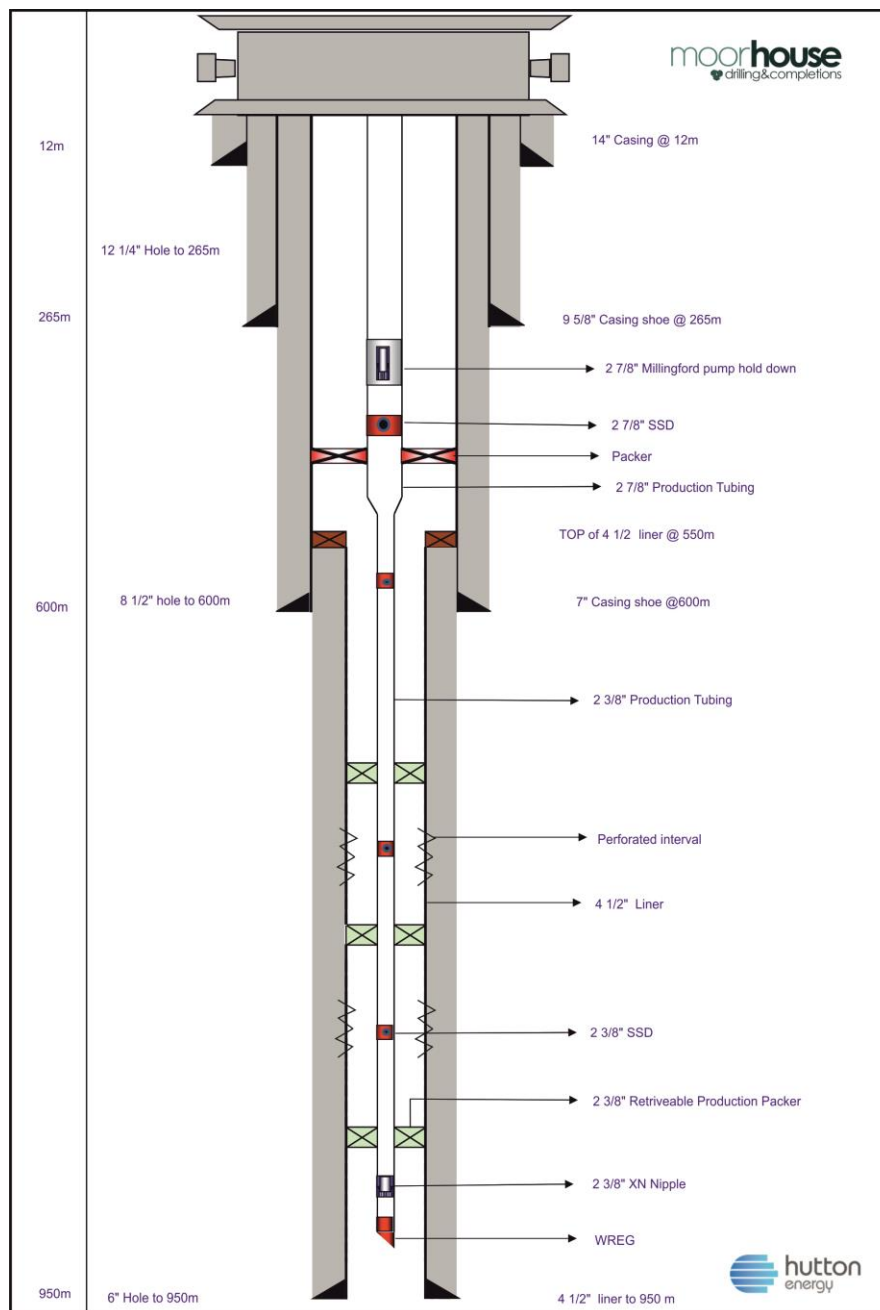 moorhouse
drilling&completions
12m
14" Casing @ 12m
12 1/4" Hole to 265m
265m
9 5/8" Casing shoe @ 265m
2 7/8" Millingford pump hold down
2 7/8" SSD
Packer
2 7/8" Production Tubing
TOP of 4 1/2 liner @ 550m
600m
8 1/2" hole to 600m
7" Casing shoe @600m
2 3/8" Production Tubing
Perforated interval
4 1/2" Liner
2 3/8" SSD
2 3/8" Retriveable Production Packer
2 3/8" XN Nipple
WREG
hutton
energy
950m
6" Hole to 950m
4 1/2" liner to 950 m